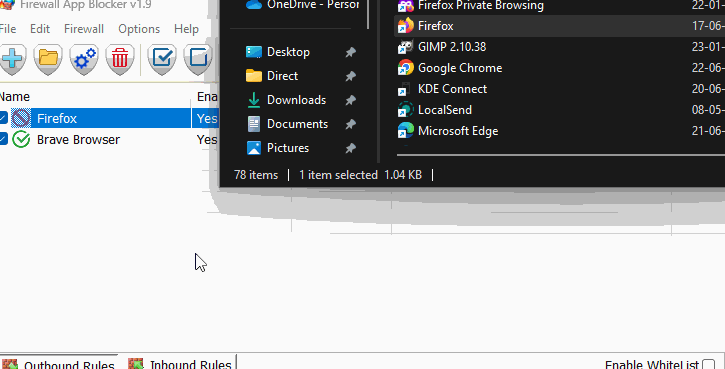 Firewall App Blocker v1.9
File Edit Firewall Options Help
Name Ena
Firefox Yes
Brave Browser Yes
OneDrive - Person
Desktop
Direct
Downloads
Documents
Pictures
Firefox Private Browsing 22-01
Firefox 17-06-
GIMP 2.10.38 23-01
Google Chrome 22-06-
KDE Connect 20-06-
LocalSend 08-05-
Microsoft Edge 21-06-
78 items 1 item selected 1.04 KB
Outbound Rules Inbound Rules Enable WhiteList